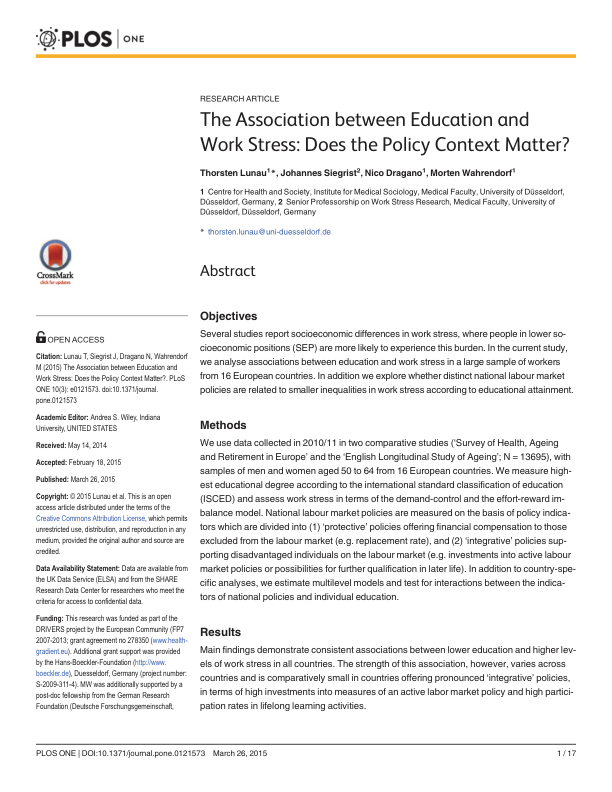 PLOS ONE
RESEARCH ARTICLE
The Association between Education and
Work Stress: Does the Policy Context Matter?
Thorsten Lunau1*, Johannes Siegrist2, Nico Dragano1, Morten Wahrendorf1
1 Centre for Health and Society, Institute for Medical Sociology, Medical Faculty, University of Düsseldorf,
Düsseldorf, Germany, 2 Senior Professorship on Work Stress Research, Medical Faculty, University of
Düsseldorf, Düsseldorf, Germany
* thorsten.lunau@uni-duesseldorf.de
CrossMark
click for updates
OPEN ACCESS
Citation: Lunau T, Siegrist J, Dragano N, Wahrendorf
M (2015) The Association between Education and
Work Stress: Does the Policy Context Matter?. PLoS
ONE 10(3): e0121573. doi:10.1371/journal.
pone.0121573
Academic Editor: Andrea S. Wiley, Indiana
University, UNITED STATES
Received: May 14, 2014
Accepted: February 18, 2015
Published: March 26, 2015
Copyright: © 2015 Lunau et al. This is an open
access article distributed under the terms of the
Creative Commons Attribution License, which permits
unrestricted use, distribution, and reproduction in any
medium, provided the original author and source are
credited.
Data Availability Statement: Data are available from
the UK Data Service (ELSA) and from the SHARE
Research Data Center for researchers who meet the
criteria for access to confidential data.
Funding: This research was funded as part of the
DRIVERS project by the European Community (FP7
2007-2013; grant agreement no 278350 (www.health-
gradient.eu). Additional grant support was provided
by the Hans-Boeckler-Foundation (http://www.
boeckler.de), Duesseldorf, Germany (project number:
S-2009-311-4). MW was additionally supported by a
post-doc fellowship from the German Research
Foundation (Deutsche Forschungsgemeinschaft,
Abstract
Objectives
Several studies report socioeconomic differences in work stress, where people in lower so-
cioeconomic positions (SEP) are more likely to experience this burden. In the current study,
we analyse associations between education and work stress in a large sample of workers
from 16 European countries. In addition we explore whether distinct national labour market
policies are related to smaller inequalities in work stress according to educational attainment.
Methods
We use data collected in 2010/11 in two comparative studies ('Survey of Health, Ageing
and Retirement in Europe' and the 'English Longitudinal Study of Ageing'; N = 13695), with
samples of men and women aged 50 to 64 from 16 European countries. We measure high-
est educational degree according to the international standard classification of education
(ISCED) and assess work stress in terms of the demand-control and the effort-reward im-
balance model. National labour market policies are measured on the basis of policy indica-
tors which are divided into (1) 'protective' policies offering financial compensation to those
excluded from the labour market (e.g. replacement rate), and (2) 'integrative' policies sup-
porting disadvantaged individuals on the labour market (e.g. investments into active labour
market policies or possibilities for further qualification in later life). In addition to country-spe-
cific analyses, we estimate multilevel models and test for interactions between the indica-
tors of national policies and individual education.
Results
Main findings demonstrate consistent associations between lower education and higher lev-
els of work stress in all countries. The strength of this association, however, varies across
countries and is comparatively small in countries offering pronounced 'integrative' policies,
in terms of high investments into measures of an active labor market policy and high partici-
pation rates in lifelong learning activities.
PLOS ONE | DOI:10.1371/journal.pone.0121573 March 26, 2015
1 / 17